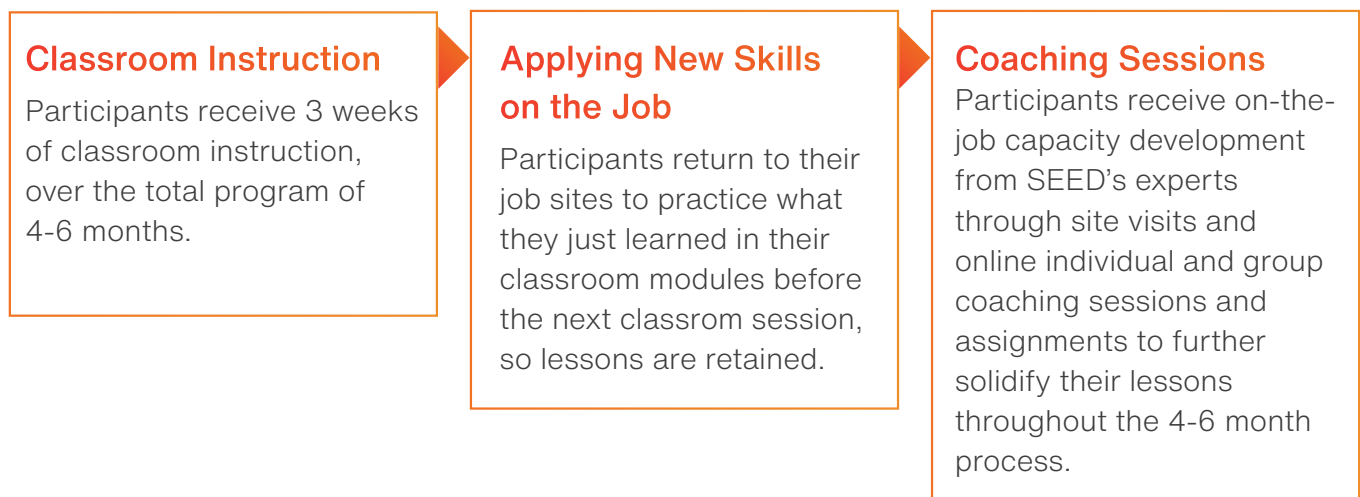 Classroom Instruction
Participants receive 3 weeks
of classroom instruction,
over the total program of
4-6 months.
Applying New Skills
on the Job
Participants return to their
job sites to practice what
they just learned in their
classroom modules before
the next classrom session,
so lessons are retained.
Coaching Sessions
Participants receive on-the-
job capacity development
from SEED’s experts
through site visits and
online individual and group
coaching sessions and
assignments to further
solidify their lessons
throughout the 4-6 month
process.